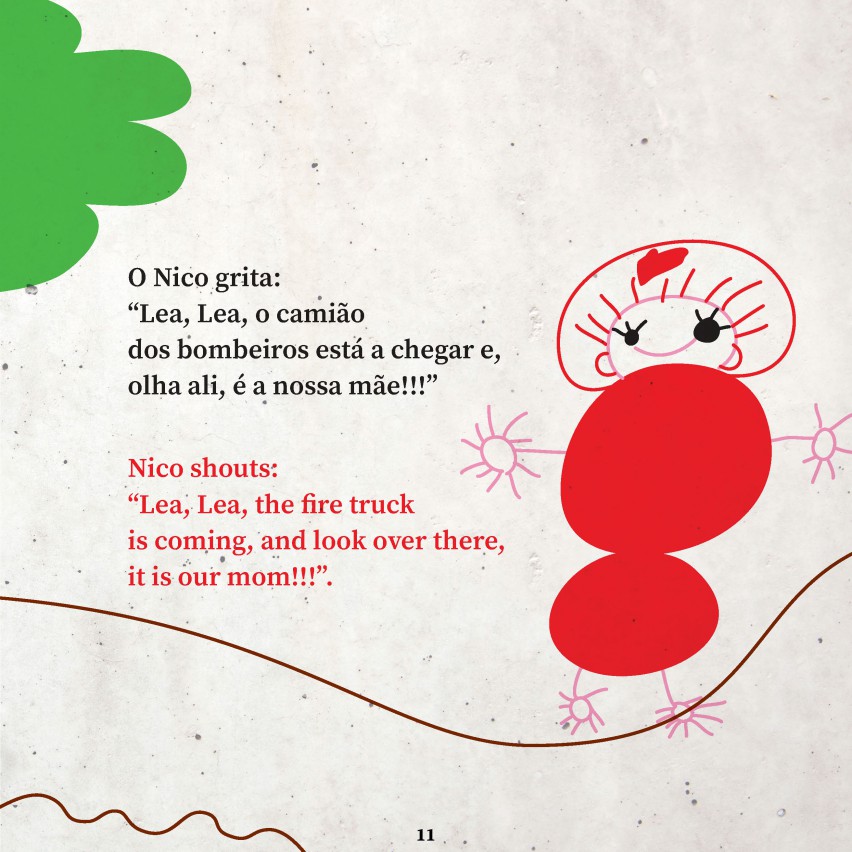 O Nico grita:
“Lea, Lea, o camião
dos bombeiros está a chegar e,
olha ali, é a nossa mãe!!!”
Nico shouts:
“Lea, Lea, the fire truck
is coming, and look over there,
it is our mom!!!”.
11